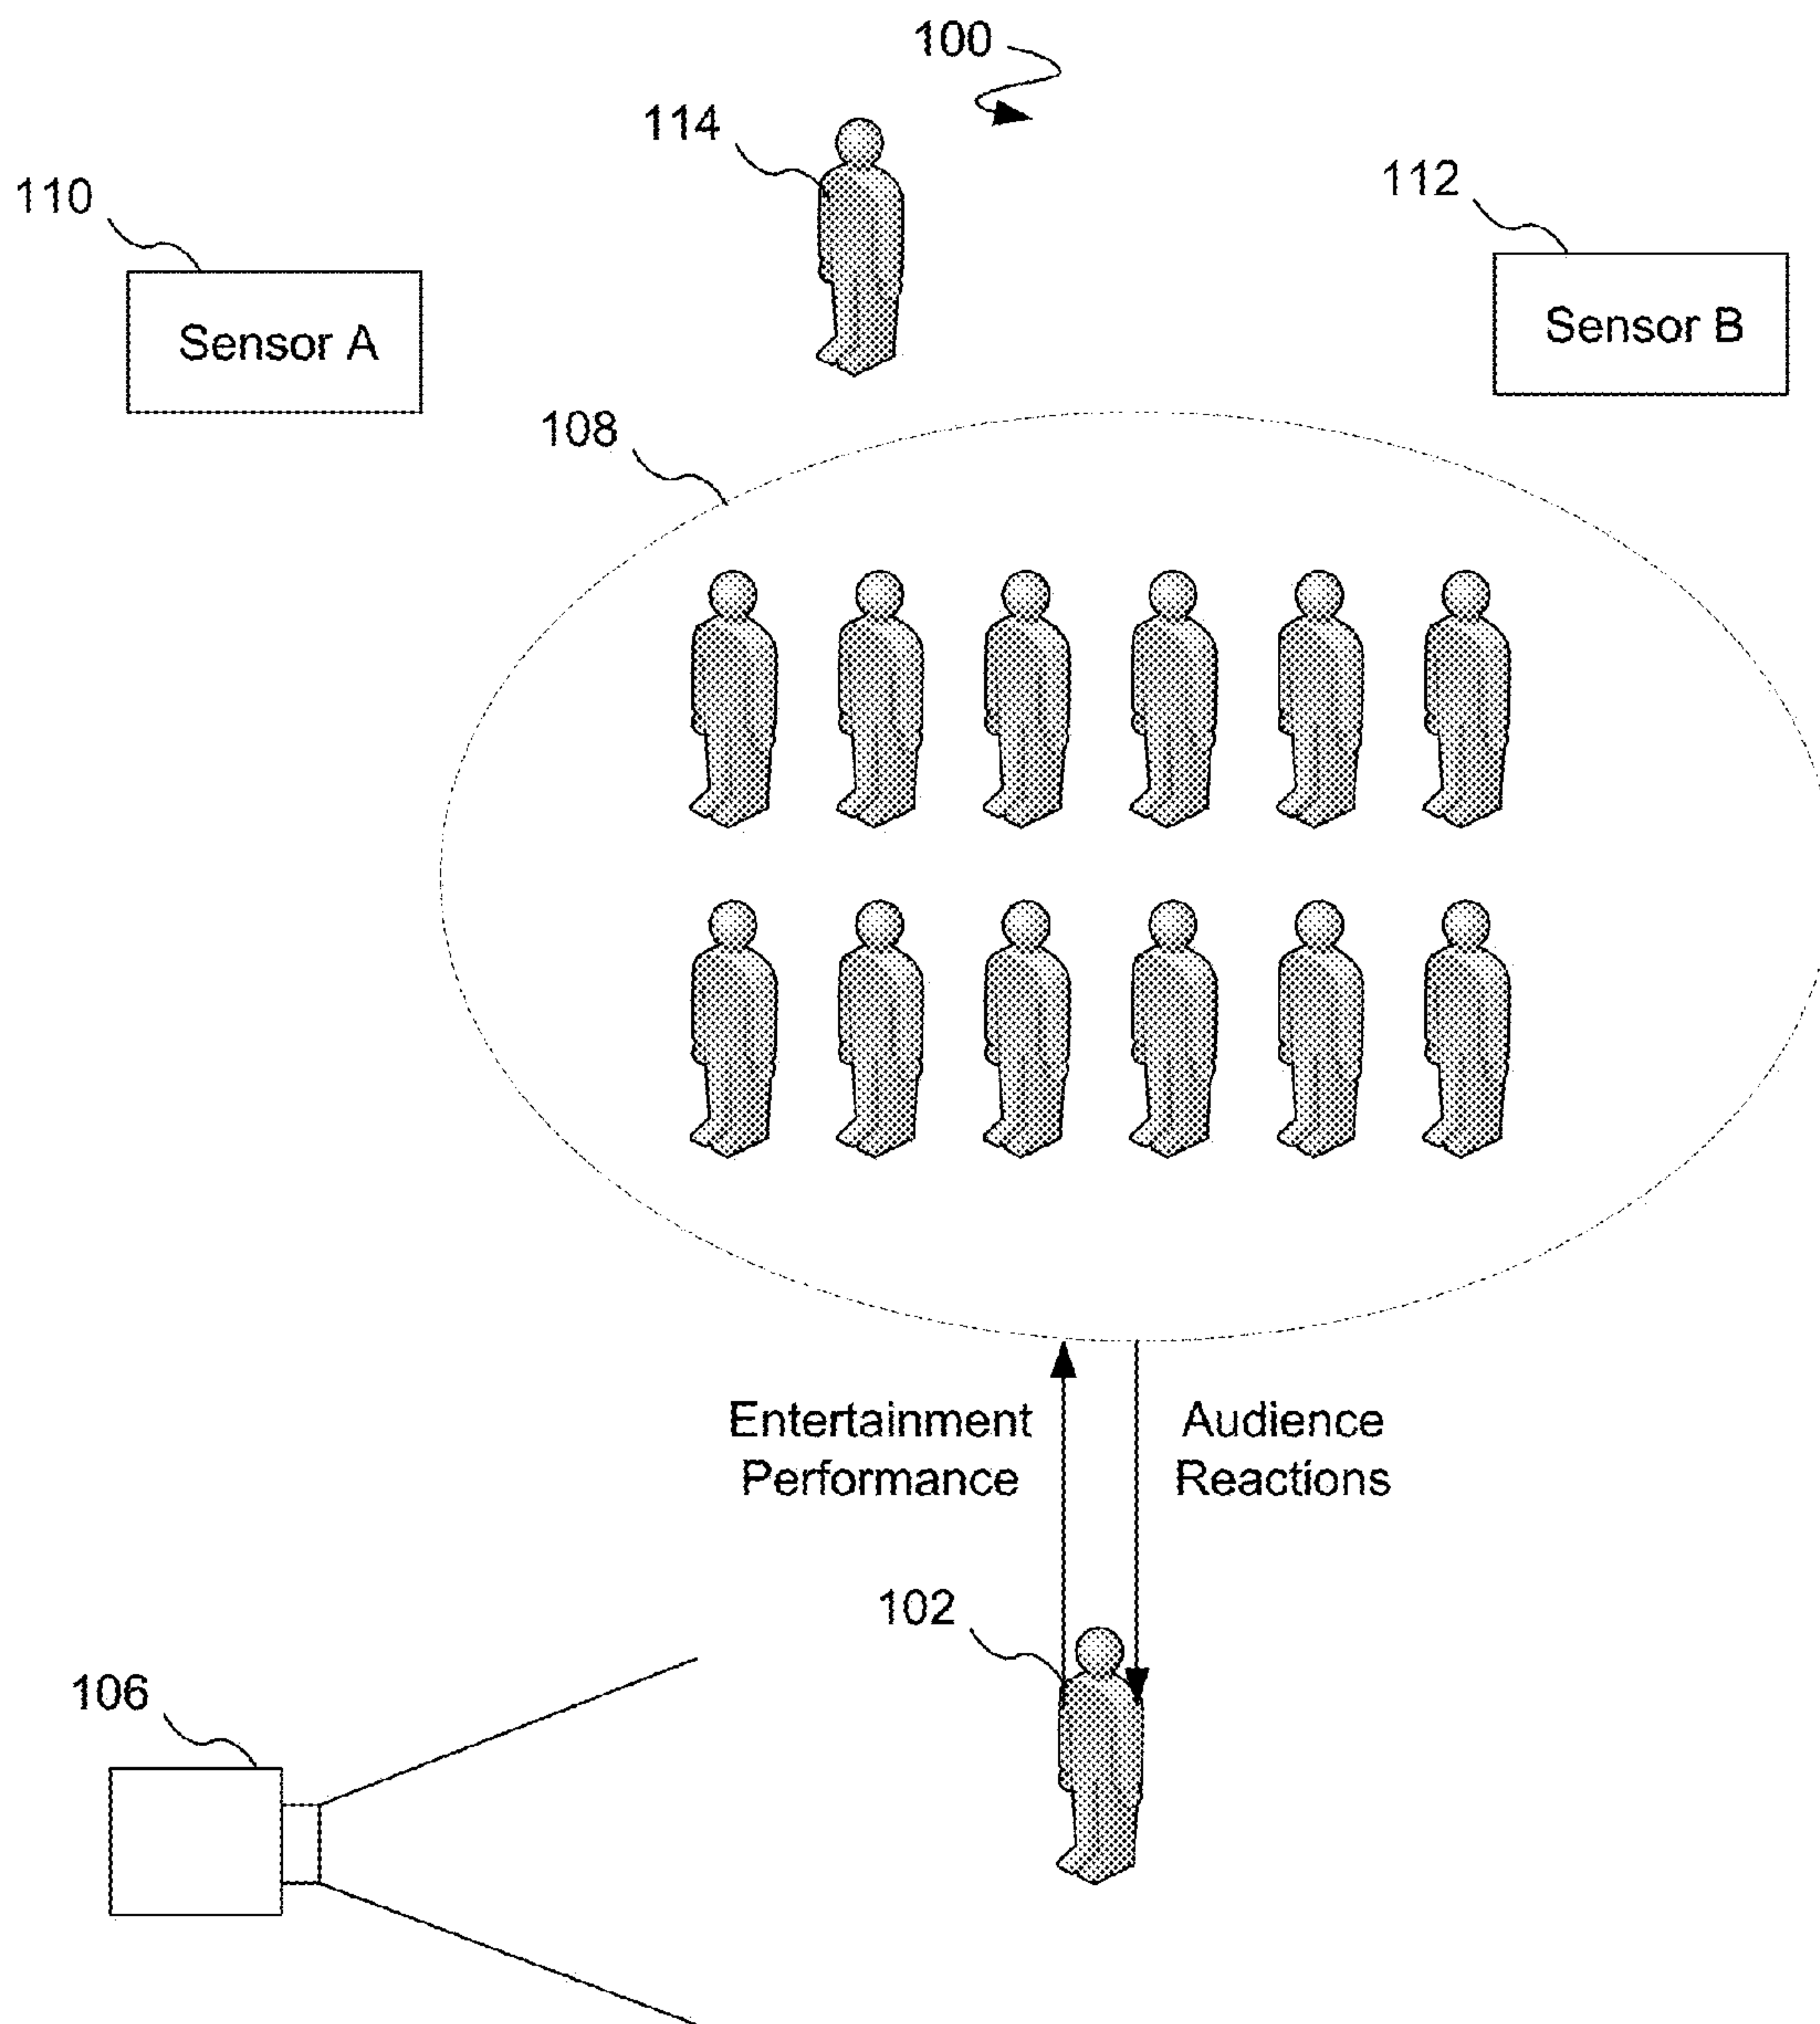 100
114
110
112
Sensor A
Sensor B
108
Entertainment
Performance
Audience
Reactions
102
106